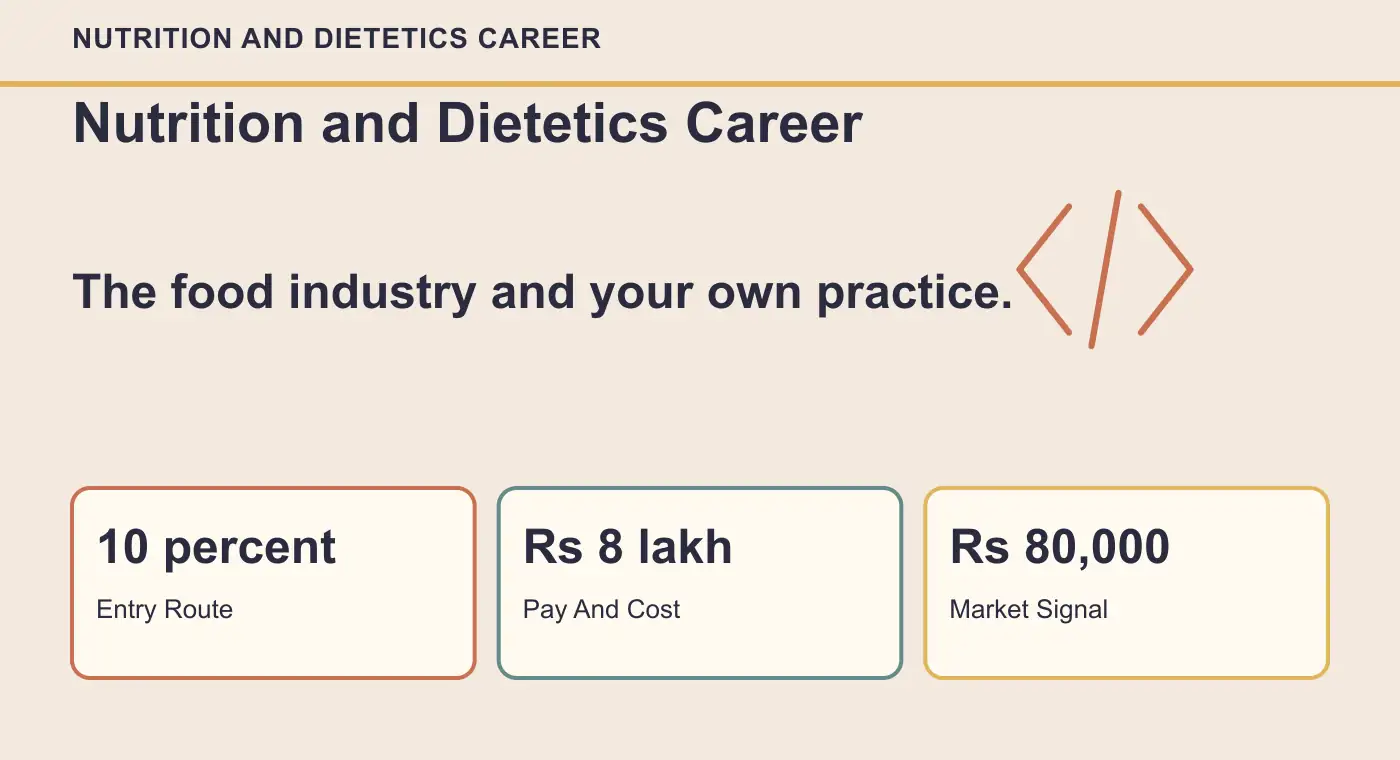 NUTRITION AND DIETETICS CAREER
Nutrition and Dietetics Career
The food industry and your own practice.
10 percent
Entry Route
Rs 8 lakh
Pay And Cost
Rs 80,000
Market Signal